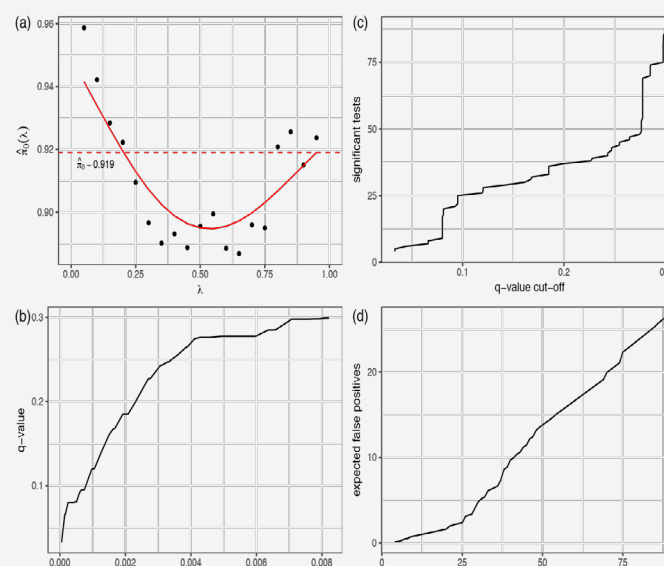 (a)
0.96
0.94
0.92
0.90
π̂₀(λ)
π̂₀ = 0.919
0.00
0.25
0.50
0.75
1.00
λ
(c)
75
50
25
0
significant tests
0.1
0.2
q-value cut-off
(b)
0.3
0.2
0.1
q-value
0.000
0.002
0.004
0.006
0.008
(d)
20
10
0
expected false positives
0
25
50
75